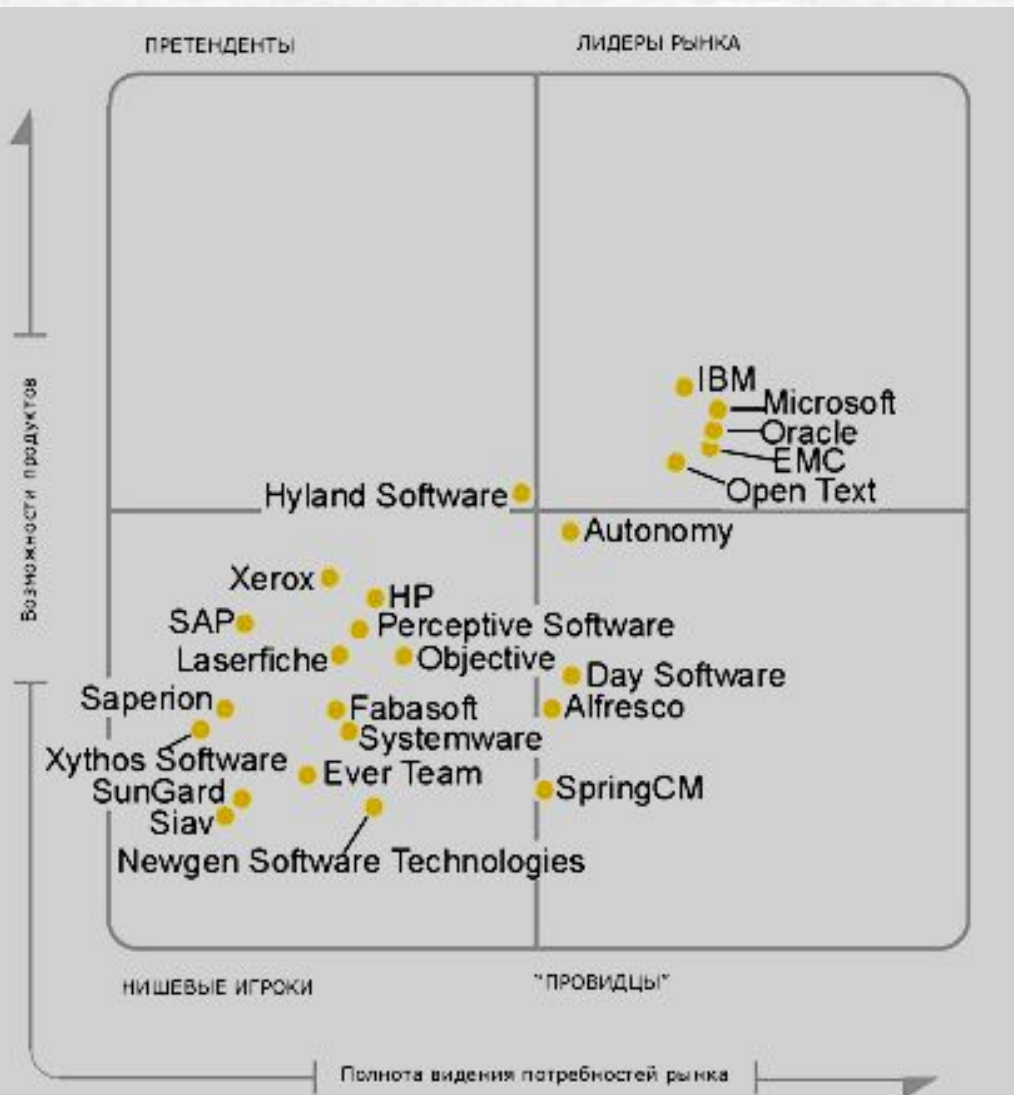 ПРЕТЕНДЕНТЫ
ЛИДЕРЫ РЫНКА
Возможности продуктов
IBM
Microsoft
Oracle
EMC
Open Text
Hyland Software
Autonomy
Xerox
HP
SAP
Perceptive Software
Laserfiche
Objective
Day Software
Saperion
Fabasoft
Alfresco
Systemware
Xythos Software
Ever Team
SunGard
SpringCM
Siav
Newgen Software Technologies
НИШЕВЫЕ ИГРОКИ
"ПРОВИДЦЫ"
Полнота видения потребностей рынка